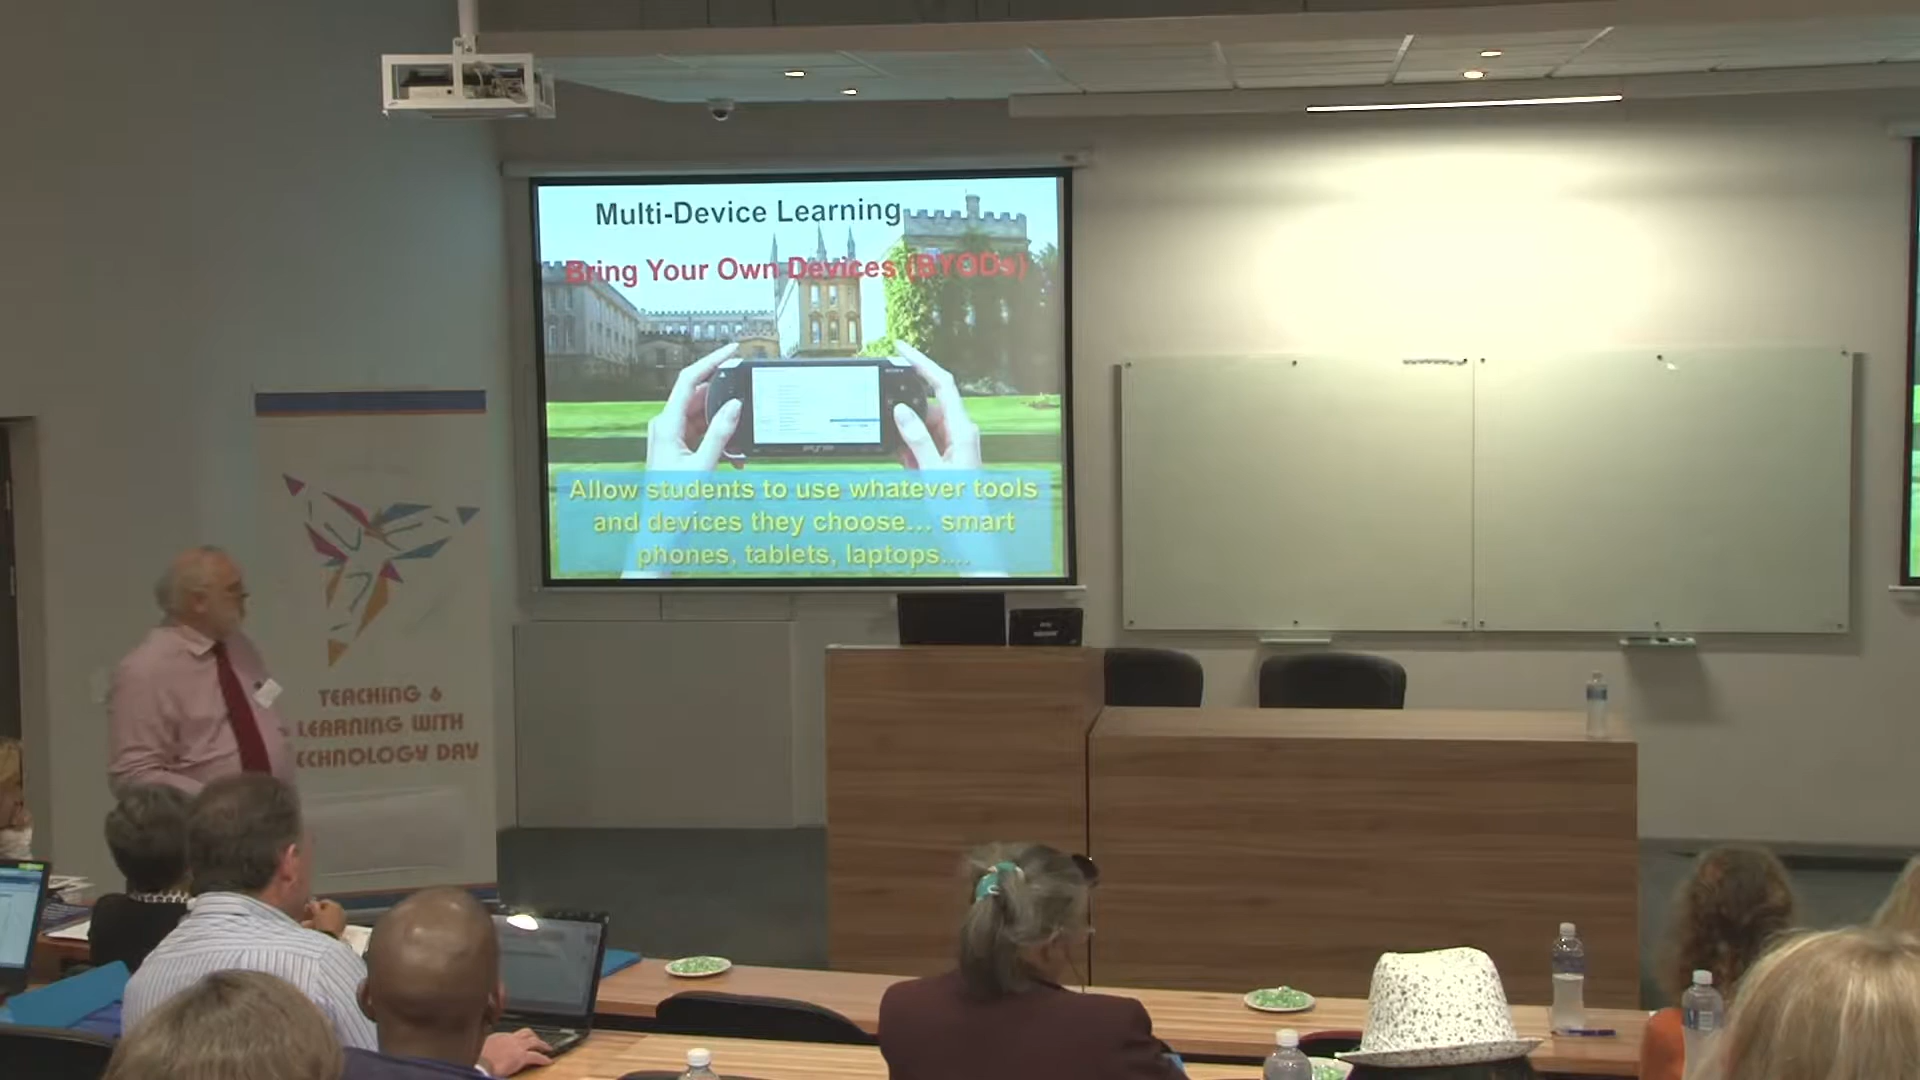 Multi-Device Learning
Bring Your Own Devices (BYODs)
Allow students to use whatever tools
and devices they choose... smart
phones, tablets, laptops....
TEACHING &
LEARNING WITH
ECHNOLOGY DAY